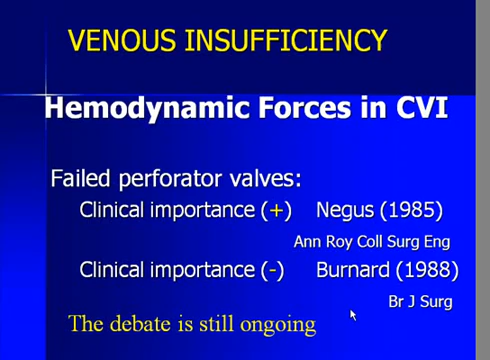 VENOUS INSUFFICIENCY
Hemodynamic Forces in CVI
Failed perforator valves:
Clinical importance (+) Negus (1985)
Ann Roy Coll Surg Eng
Clinical importance (-) Burnard (1988)
Br J Surg
The debate is still ongoing